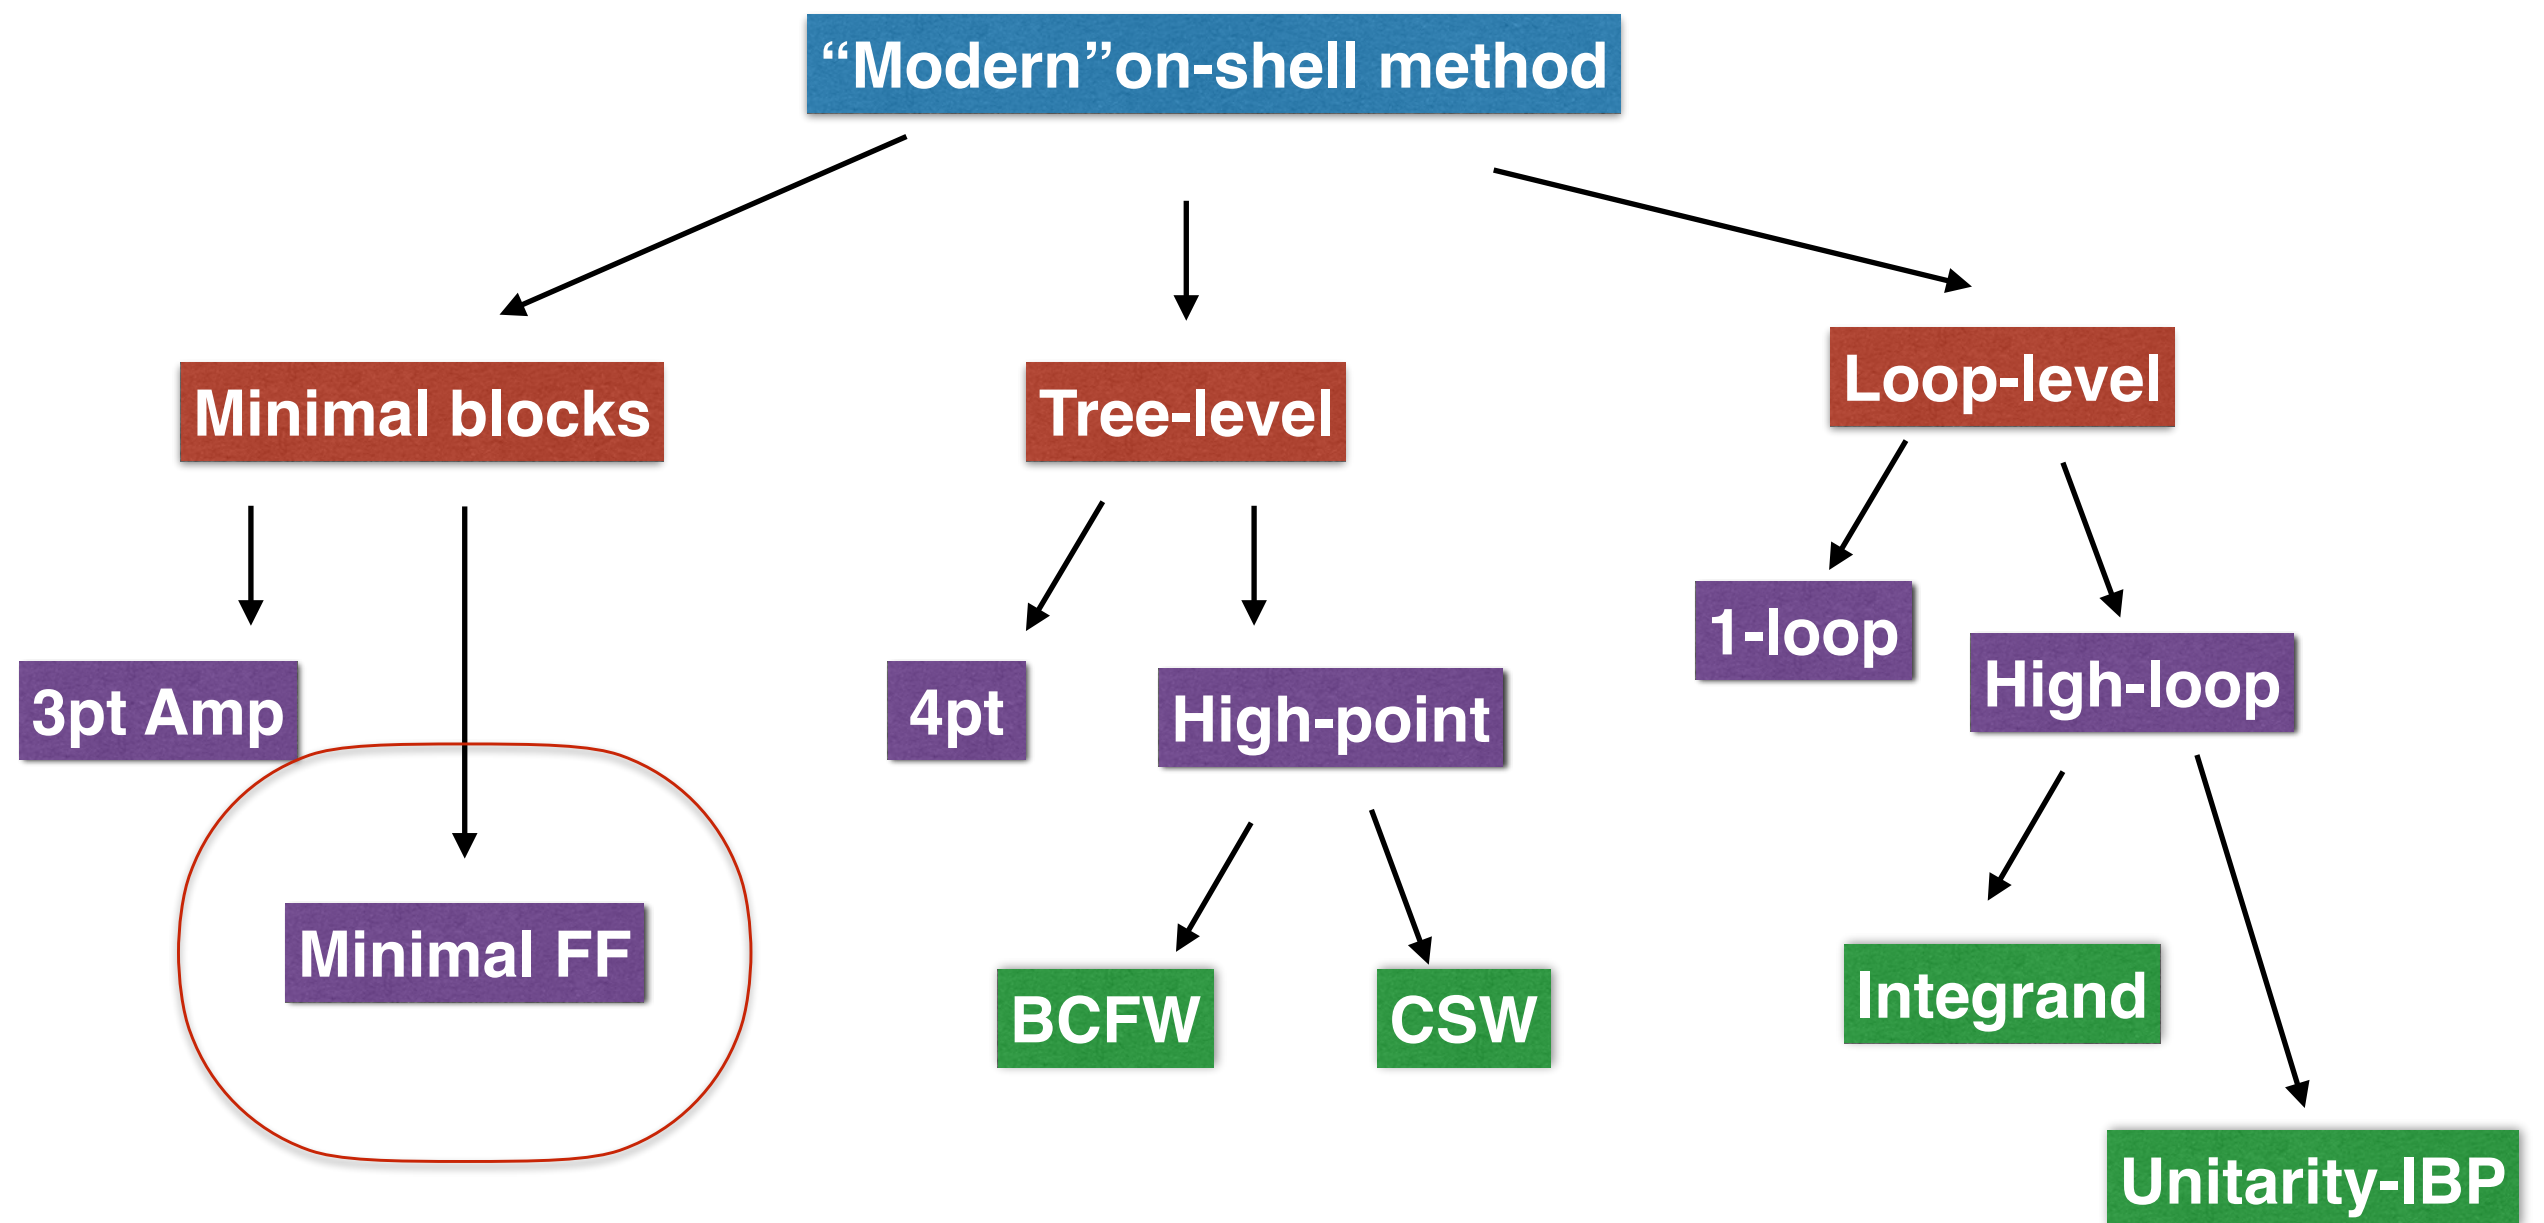 “Modern”on-shell method
Minimal blocks
Tree-level
Loop-level
3pt Amp
Minimal FF
4pt
High-point
1-loop
High-loop
BCFW
CSW
Integrand
Unitarity-IBP